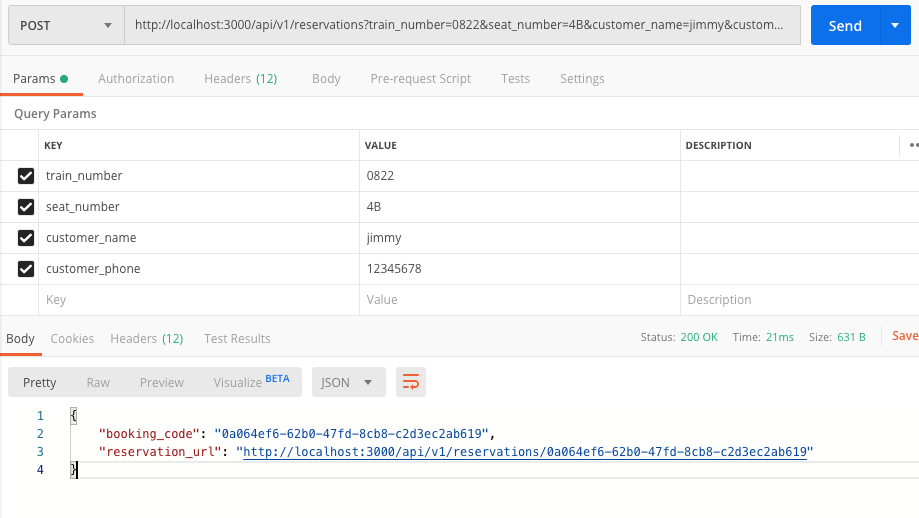 POST http://localhost:3000/api/v1/reservations?train_number=0822&seat_number=4B&customer_name=jimmy&custom... Send
Params Authorization Headers (12) Body Pre-request Script Tests Settings
Query Params
KEY VALUE DESCRIPTION
train_number 0822
seat_number 4B
customer_name jimmy
customer_phone 12345678
Key Value Description
Body Cookies Headers (12) Test Results Status: 200 OK Time: 21ms Size: 631 B Save
Pretty Raw Preview Visualize BETA JSON
1 {
2 "booking_code": "0a064ef6-62b0-47fd-8cb8-c2d3ec2ab619",
3 "reservation_url": "http://localhost:3000/api/v1/reservations/0a064ef6-62b0-47fd-8cb8-c2d3ec2ab619"
4 }